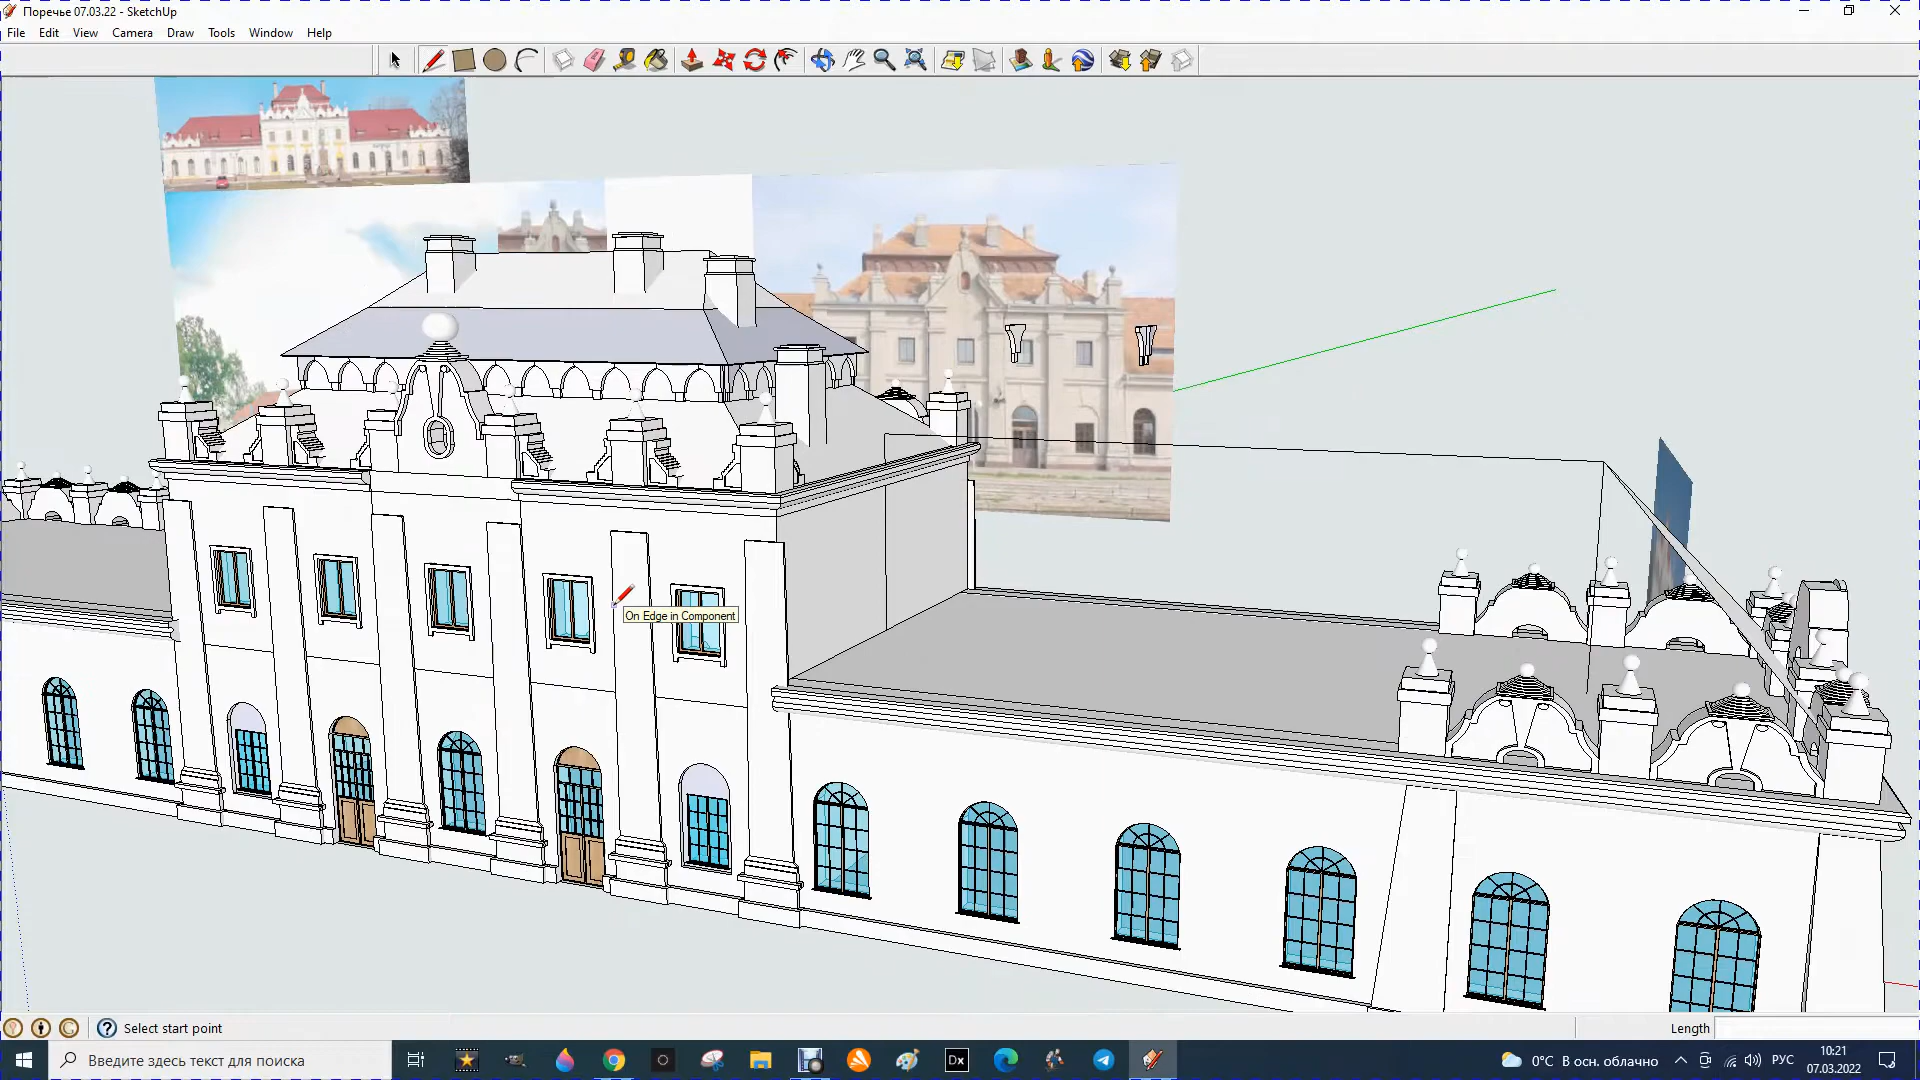 Поречье 07.03.22 - SketchUp
File Edit View Camera Draw Tools Window Help
On Edge in Component
Select start point
Length
Введите здесь текст для поиска
Dx
0°C В осн. облачно
РУС
10:21
07.03.2022